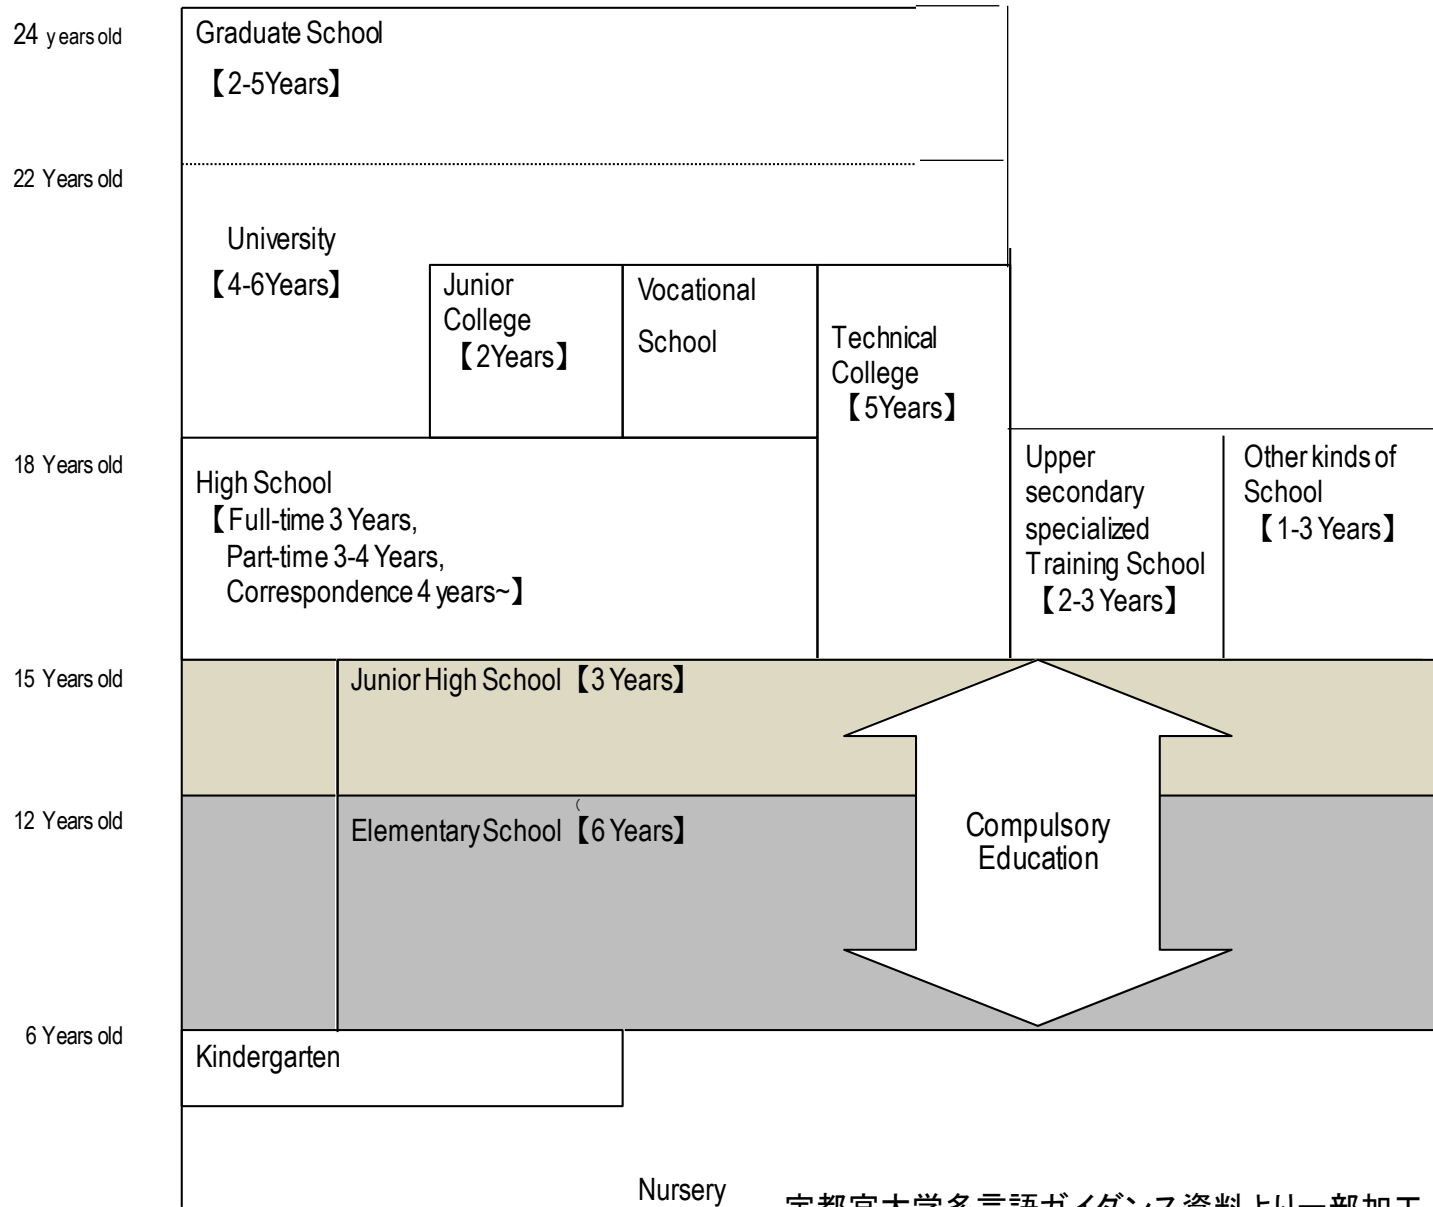 24 years old
Graduate School
【2-5Years】
22 Years old
University
【4-6Years】
Junior
College
【2Years】
Vocational
School
Technical
College
【5Years】
18 Years old
High School
【Full-time 3 Years,
Part-time 3-4 Years,
Correspondence 4 years~】
Upper
secondary
specialized
Training School
【2-3 Years】
Other kinds of
School
【1-3 Years】
15 Years old
Junior High School【3 Years】
12 Years old
(
Elementary School【6 Years】
Compulsory
Education
6 Years old
Kindergarten
Nursery
宇都宮大学多言語ガイダンス資料より一部加工